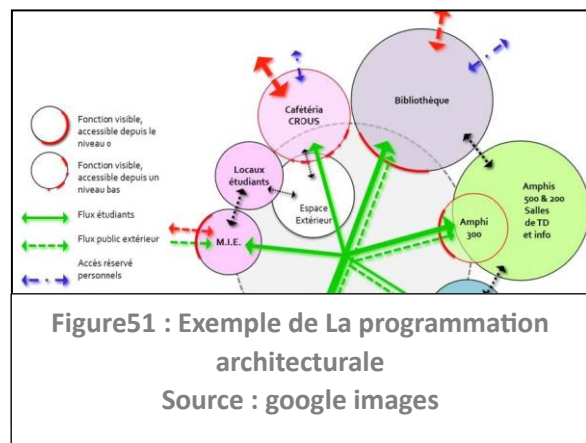 Fonction visible,
accessible depuis le
niveau 0
Fonction visible,
accessible depuis un
niveau bas
Flux étudiants
Flux public extérieur
Accès réservé
personnels
Cafétéria
CROUS
Bibliothèque
Locaux
étudiants
Espace
Extérieur
M.I.E.
Amphi
300
Amphis
500 & 200
Salles
de TD
et info
Figure51 : Exemple de La programmation
architecturale
Source : google images